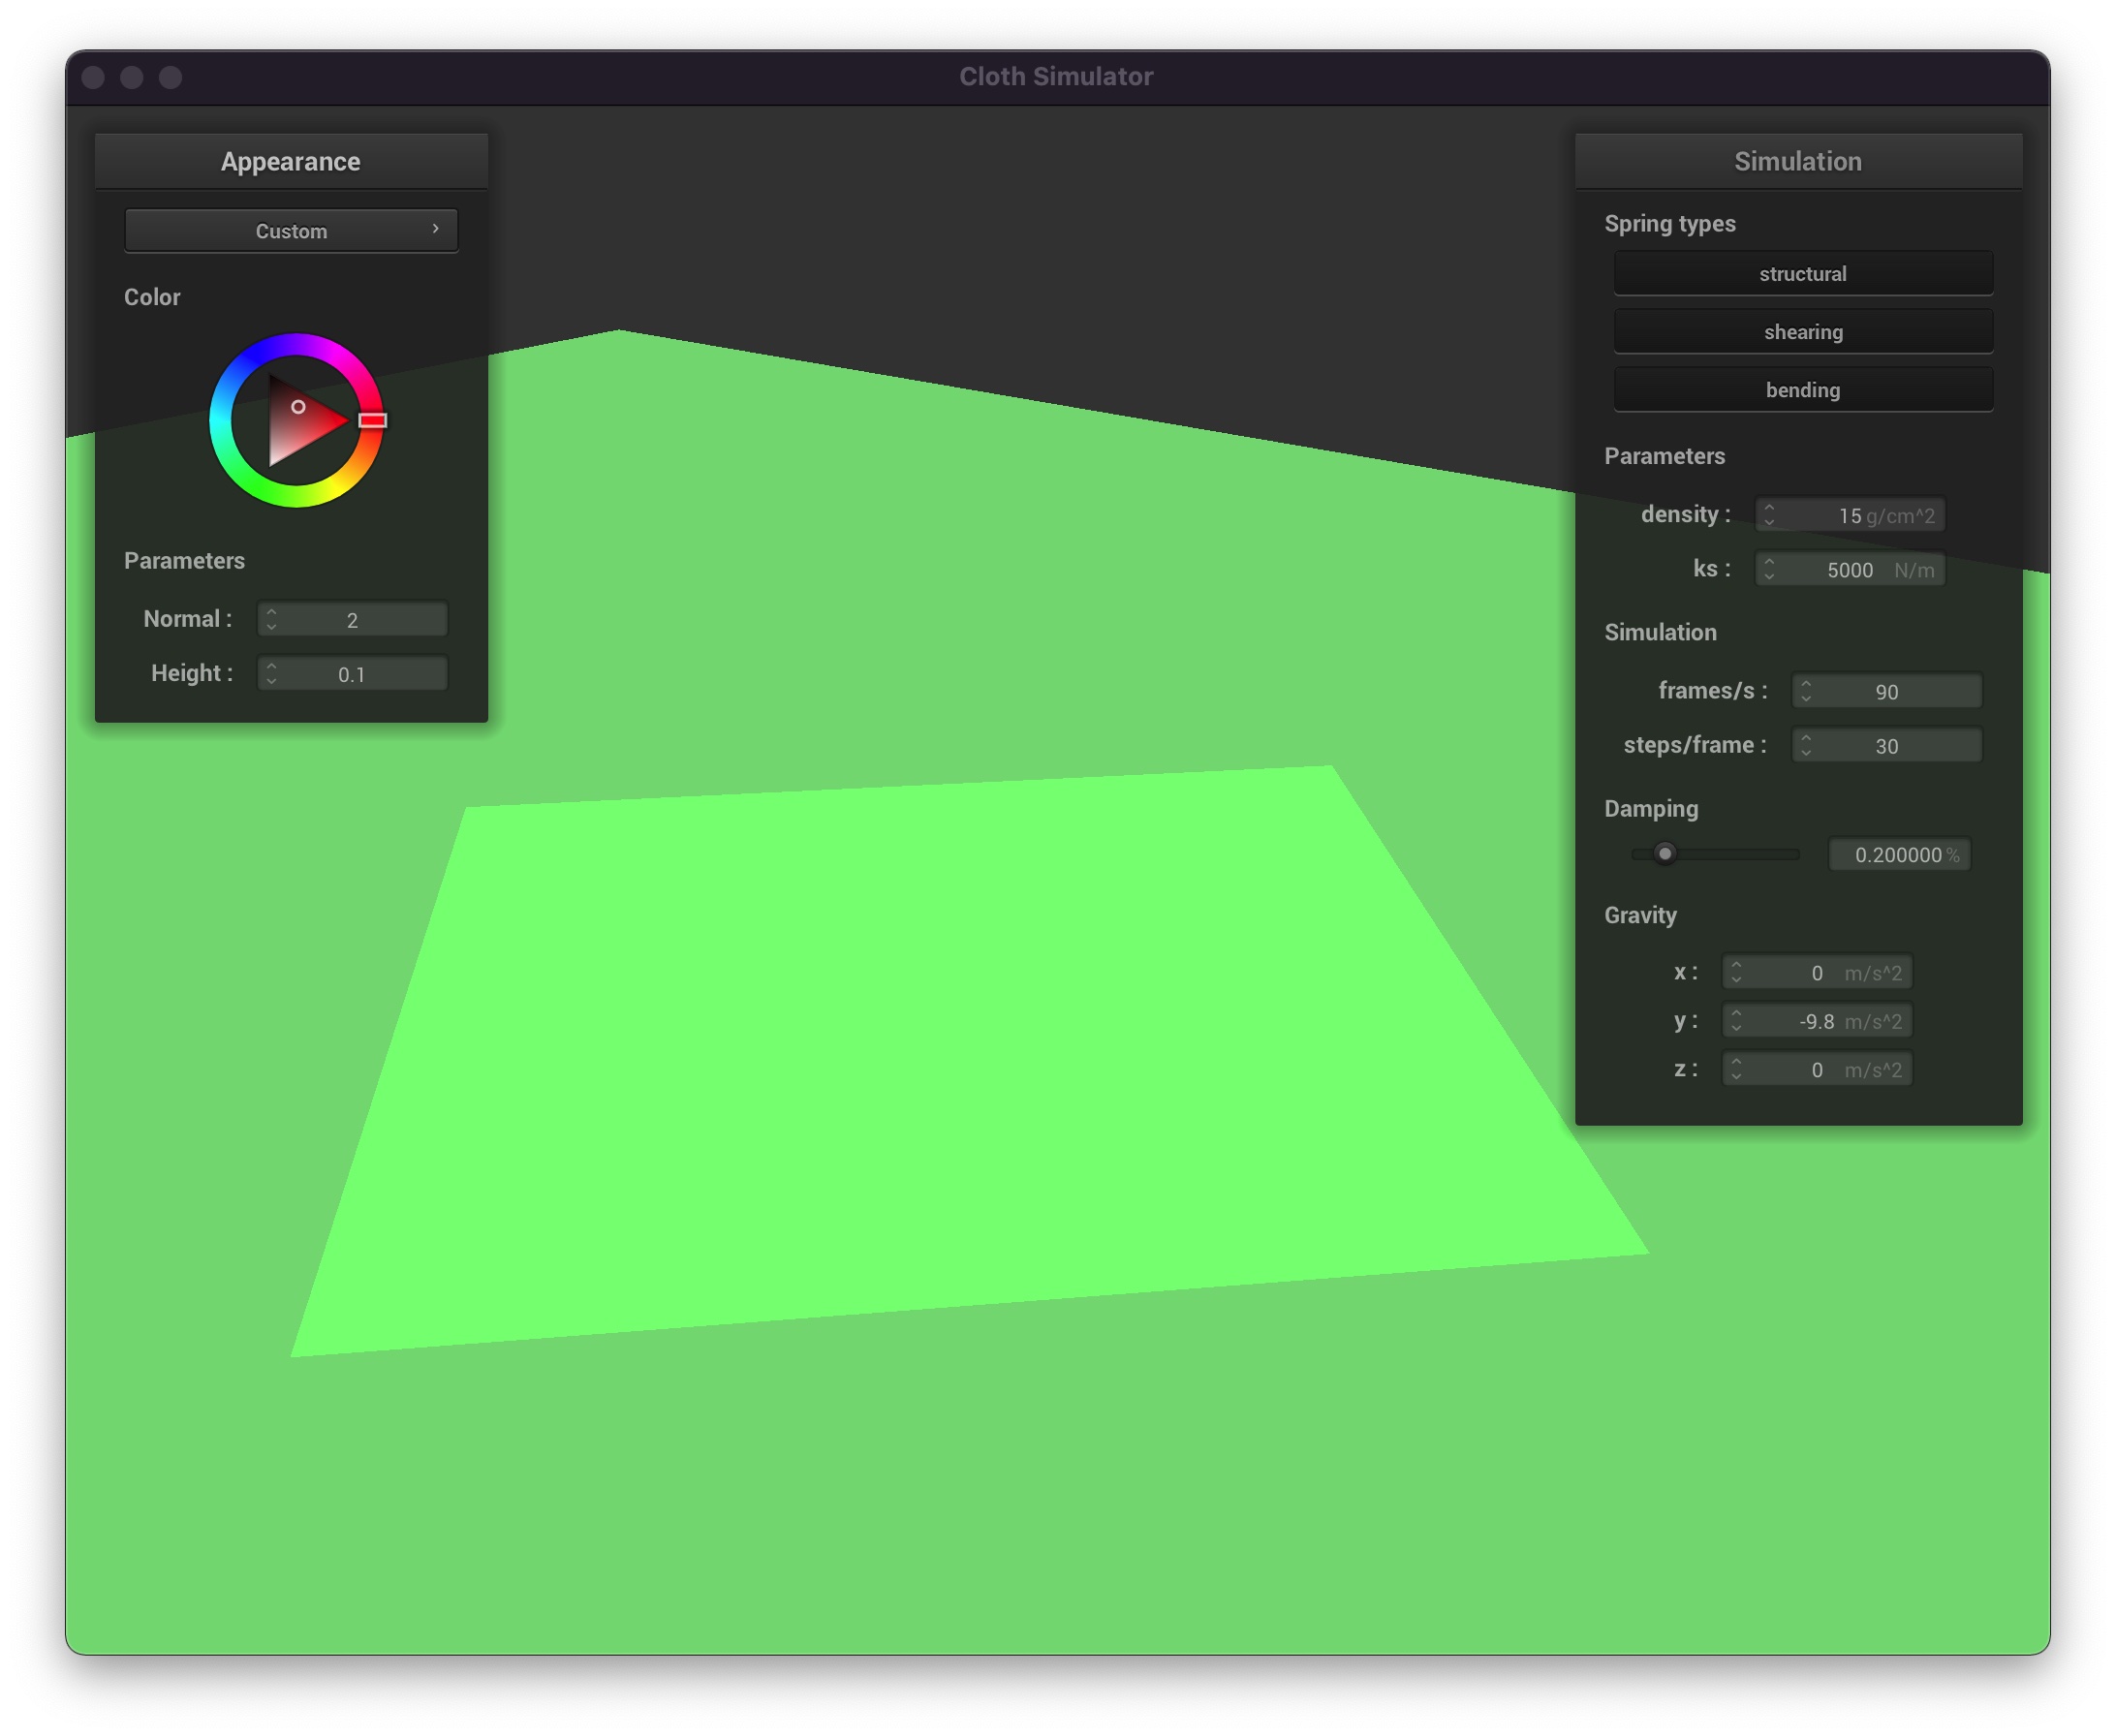 Cloth Simulator
Appearance
Custom
Color
Parameters
Normal : 2
Height : 0.1
Simulation
Spring types
structural
shearing
bending
Parameters
density : 15 g/cm^2
ks : 5000 N/m
Simulation
frames/s : 90
steps/frame : 30
Damping
0.200000 %
Gravity
x : 0 m/s^2
y : -9.8 m/s^2
z : 0 m/s^2